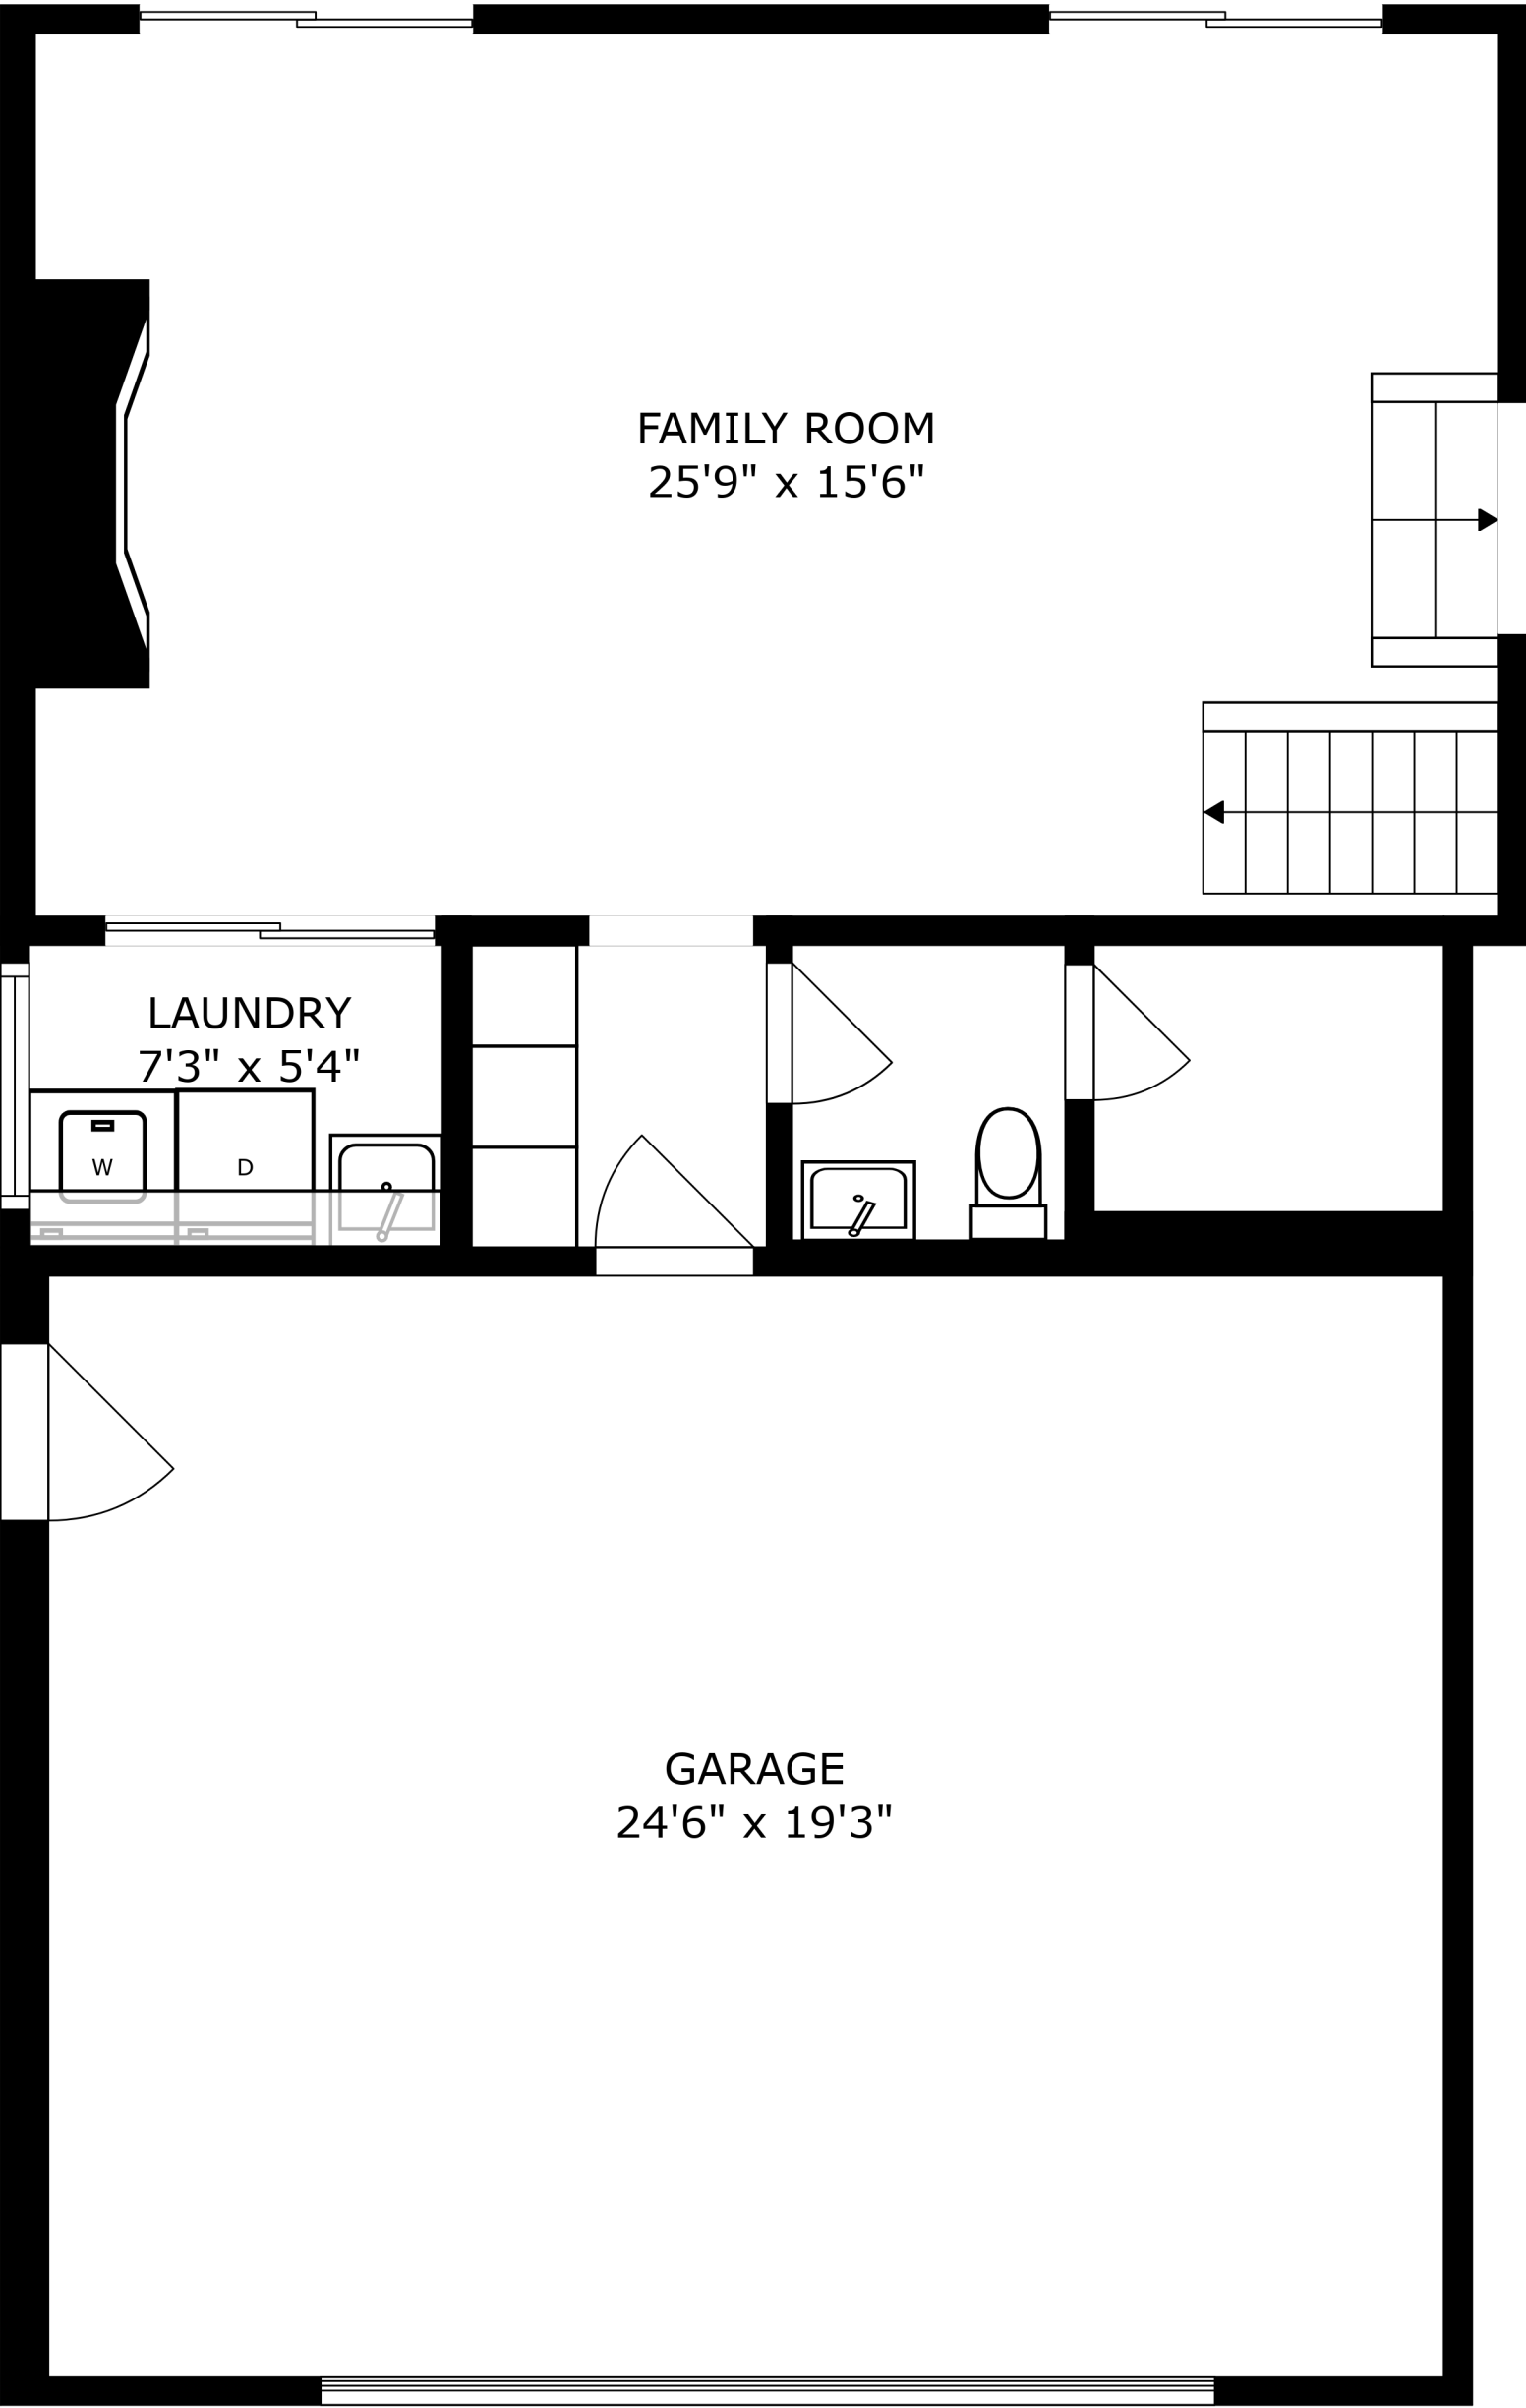 FAMILY ROOM
25'9" x 15'6"
LAUNDRY
7'3" x 5'4"
W D
GARAGE
24'6" x 19'3"